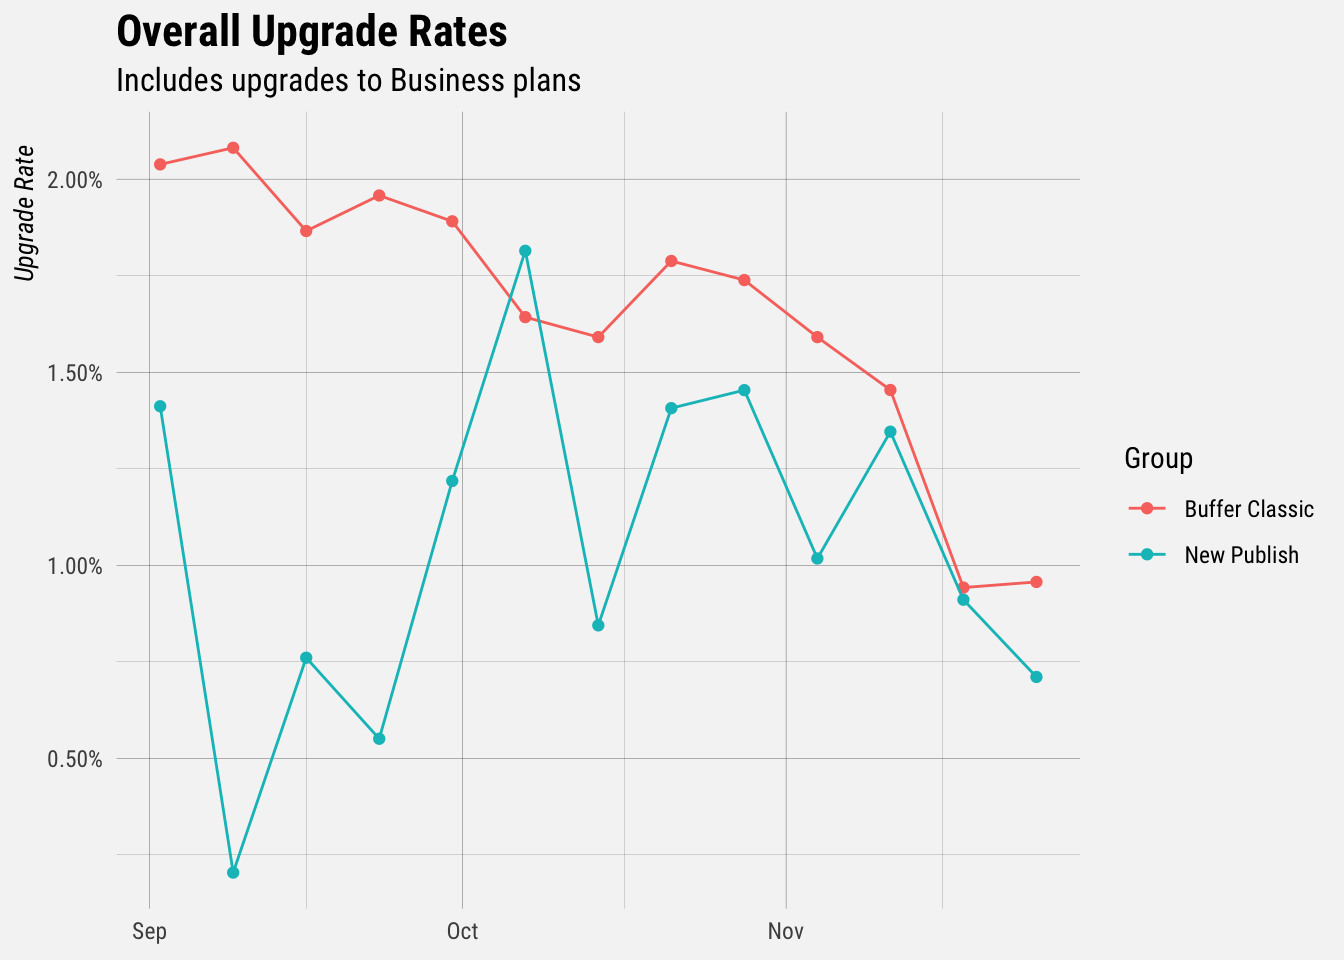 Overall Upgrade Rates
Includes upgrades to Business plans
Upgrade Rate
2.00%
1.50%
1.00%
0.50%
Sep
Oct
Nov
Group
Buffer Classic
New Publish